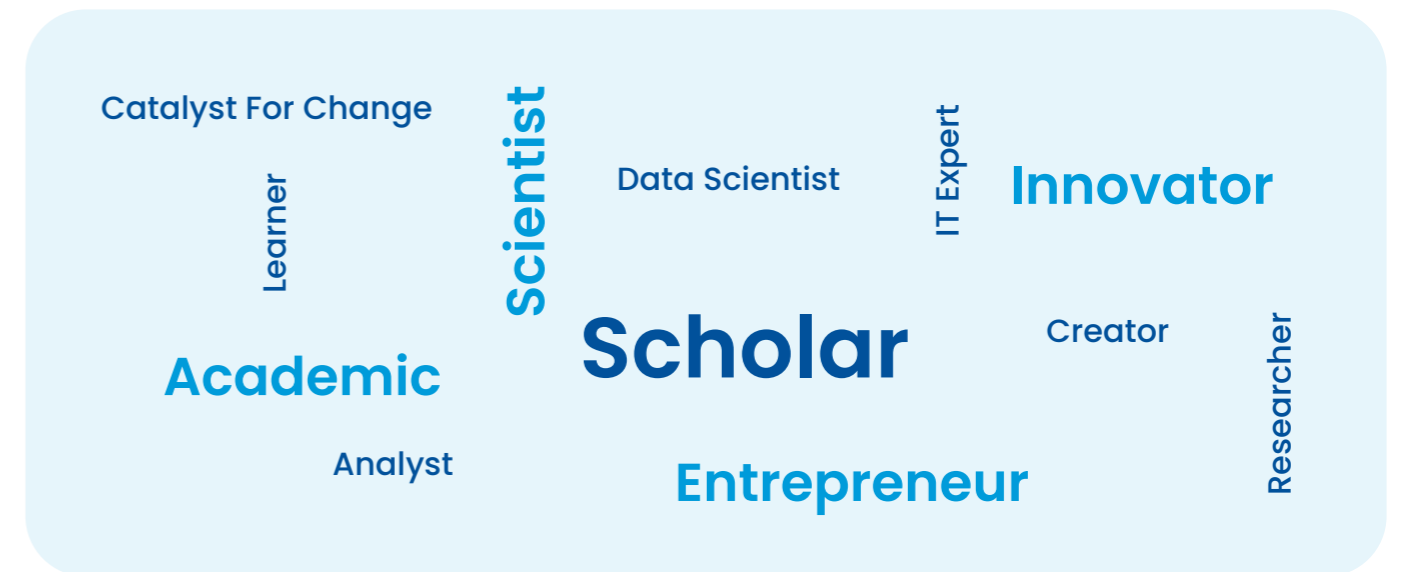 Catalyst For Change
Scientist
IT Expert
Data Scientist
Innovator
Learner
Scholar
Creator
Researcher
Academic
Analyst
Entrepreneur